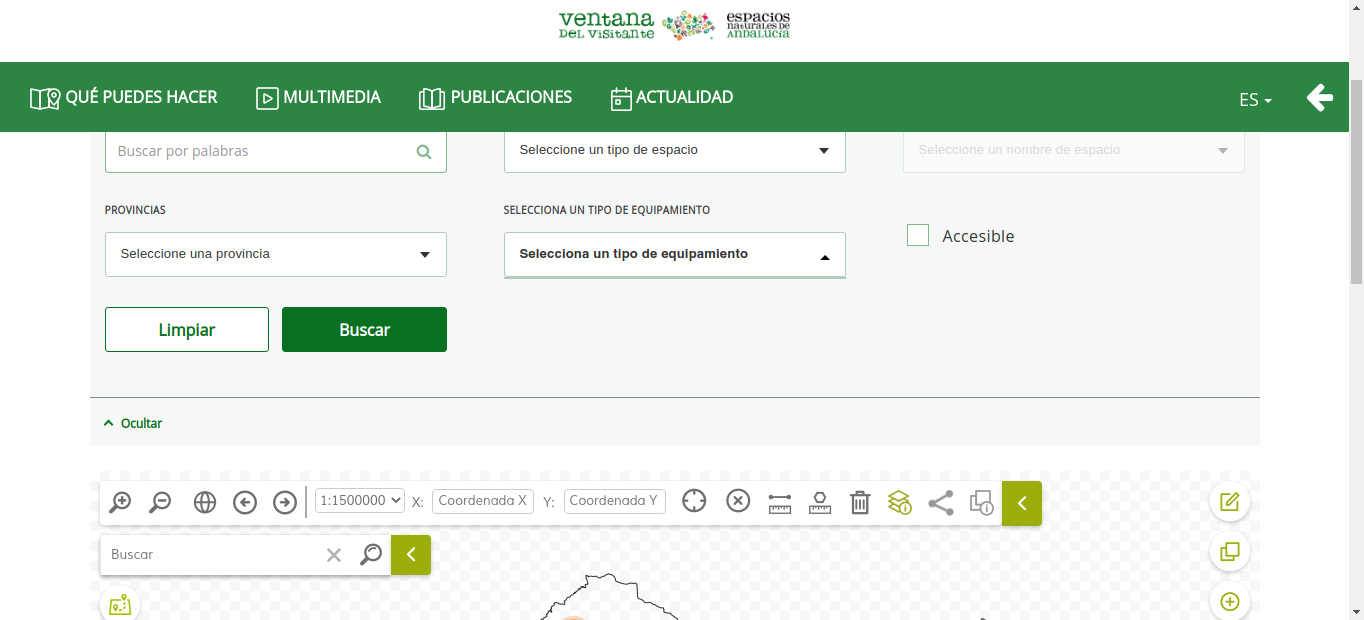 ventana
DEL VISITANTE
espacios
naturales de
ANDALUCÍA
QUÉ PUEDES HACER
MULTIMEDIA
PUBLICACIONES
ACTUALIDAD
ES
Buscar por palabras
Seleccione un tipo de espacio
Seleccione un nombre de espacio
PROVINCIAS
SELECCIONA UN TIPO DE EQUIPAMIENTO
Seleccione una provincia
Selecciona un tipo de equipamiento
Accesible
Limpiar
Buscar
Ocultar
1:1500000
X:
Coordenada X
Y:
Coordenada Y
Buscar